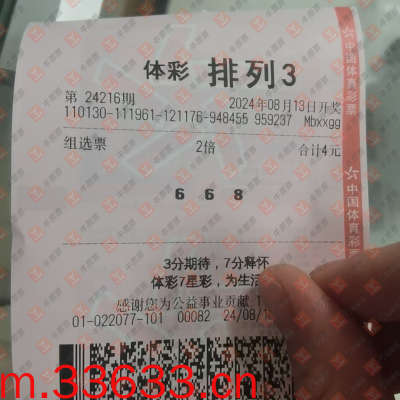 体彩 排列3
第 24216期 2024年08月13日开奖
110130-111961-121176-948455 959237 Mbxxgg
组选票 2倍 合计4元
6 6 8
3分期待，7分释怀
体彩7星彩，为生活
感谢您为公益事业贡献 1
01-022077-101 00082 24/08/1
中国体育彩票
中国体育彩票
m.33633.cn